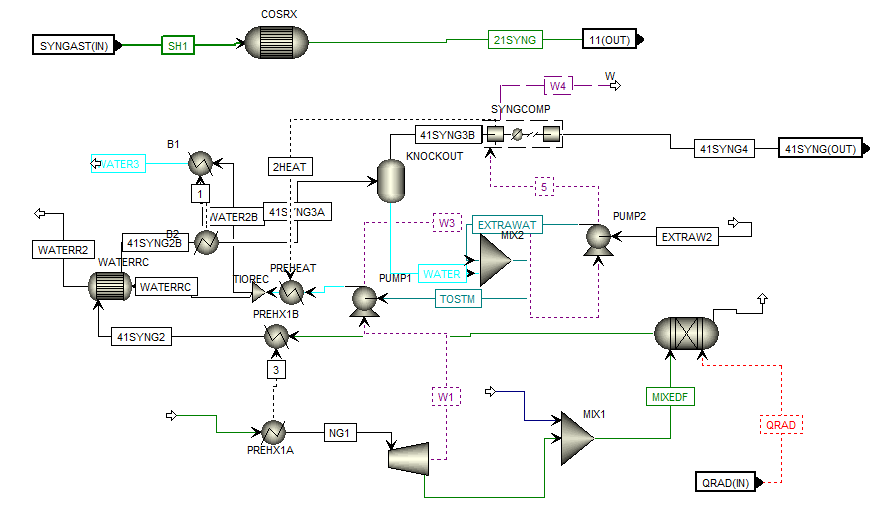 COSRX
SYNGAST(IN)
SH1
21SYNG
11(OUT)
W4
W
SYNGCOMP
41SYNG3B
B1
WATER3
KNOCKOUT
41SYNG4
41SYNG(OUT)
2HEAT
1
5
WATER2B
41SYNG3A
W3
EXTRAWAT
PUMP2
B2
MIX2
EXTRAW2
WATERR2
41SYNG2B
WATERRC
WATER
WATERRC
TIOREC
PREHEAT
PUMP1
TOSTM
PREHX1B
41SYNG2
3
W1
MIXEDF
MIX1
QRAD
NG1
PREHX1A
QRAD(IN)